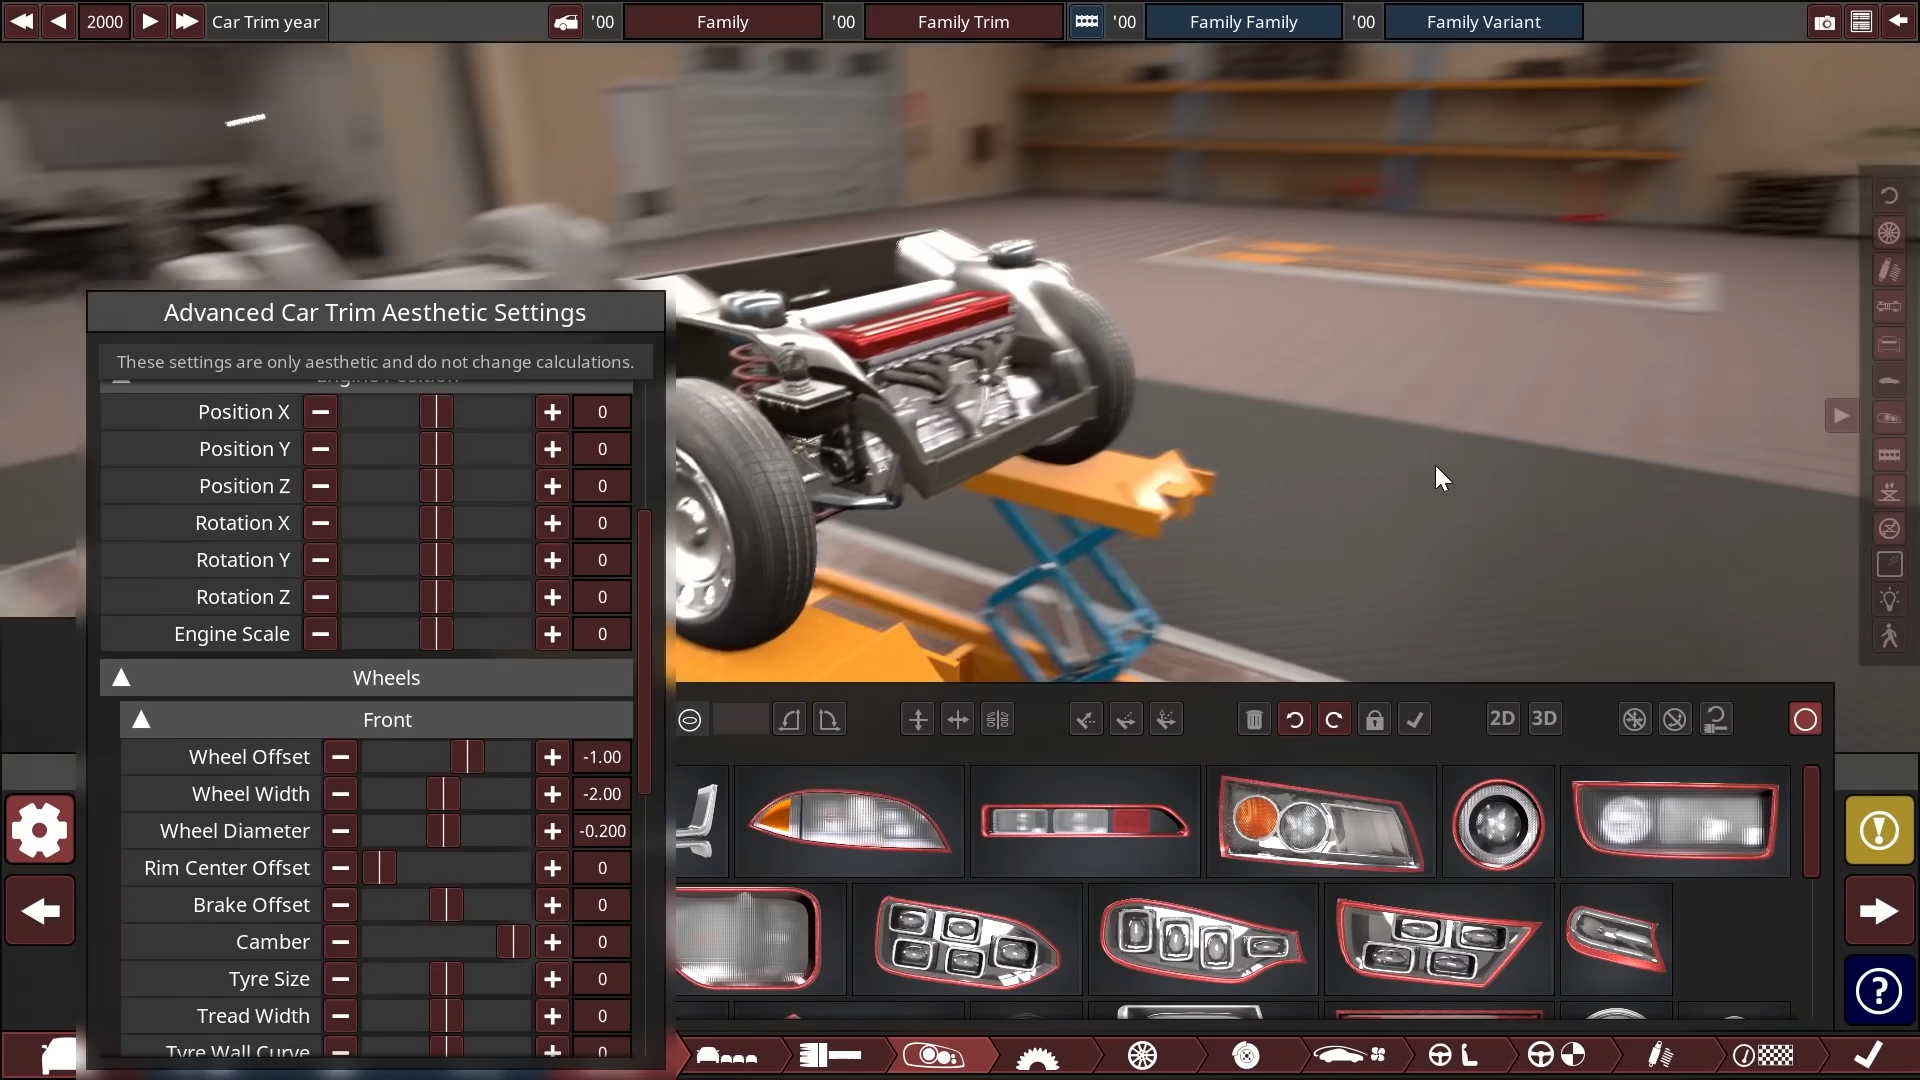 2000 Car Trim year '00 Family '00 Family Trim '00 Family Family '00 Family Variant
Advanced Car Trim Aesthetic Settings
These settings are only aesthetic and do not change calculations.
Engine Position
Position X 0
Position Y 0
Position Z 0
Rotation X 0
Rotation Y 0
Rotation Z 0
Engine Scale 0
Wheels
Front
Wheel Offset -1.00
Wheel Width -2.00
Wheel Diameter -0.200
Rim Center Offset 0
Brake Offset 0
Camber 0
Tyre Size 0
Tread Width 0
Tyre Wall Curve 0
2D 3D